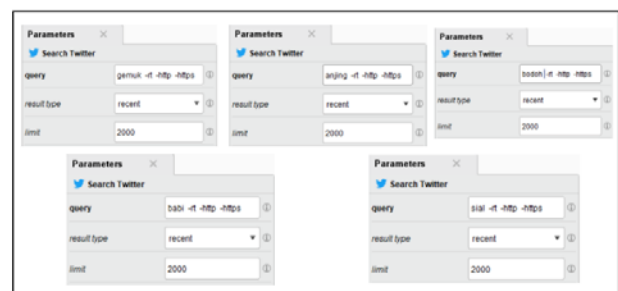 Parameters
Search Twitter
query gemuk -rt -http -https
result type recent
limit 2000
Parameters
Search Twitter
query anjing -rt -http -https
result type recent
limit 2000
Parameters
Search Twitter
query bodoh -rt -http -https
result type recent
limit 2000
Parameters
Search Twitter
query babi -rt -http -https
result type recent
limit 2000
Parameters
Search Twitter
query sial -rt -http -https
result type recent
limit 2000